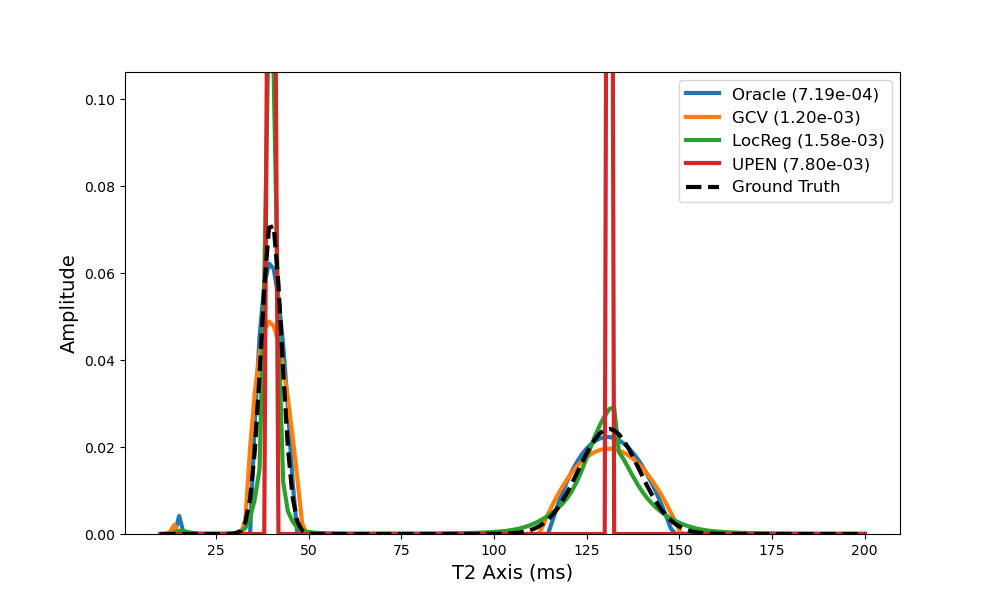 Oracle (7.19e-04)
GCV (1.20e-03)
LocReg (1.58e-03)
UPEN (7.80e-03)
Ground Truth
Amplitude
0.10
0.08
0.06
0.04
0.02
0.00
25 50 75 100 125 150 175 200
T2 Axis (ms)